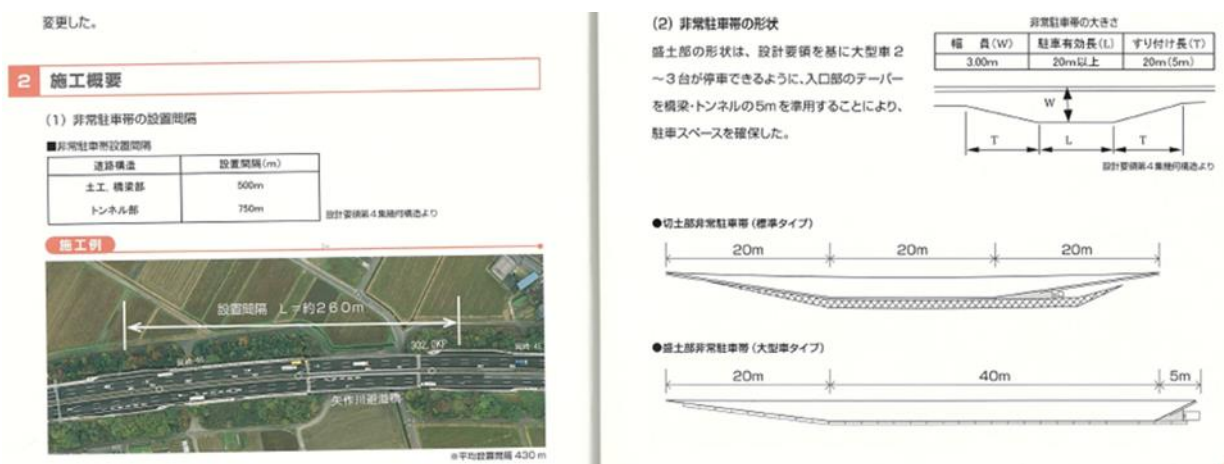 変更した。
2 施工概要
(1) 非常駐車帯の設置間隔
■非常駐車帯設置間隔
道路構造 設置間隔(m)
土工、橋梁部 500m
トンネル部 750m
設計要領第4集幾何構造より
施工例
設置間隔 L=約260m
302.0KP
矢作川避溢橋
※平均設置間隔 430m
(2) 非常駐車帯の形状
盛土部の形状は、設計要領を基に大型車2
～3台が停車できるように、入口部のテーパー
を橋梁・トンネルの5mを準用することにより、
駐車スペースを確保した。
非常駐車帯の大きさ
幅 員(W) 駐車有効長(L) すり付け長(T)
3.00m 20m以上 20m(5m)
W
T L T
設計要領第4集幾何構造より
●切土部非常駐車帯(標準タイプ)
20m 20m 20m
●盛土部非常駐車帯(大型車タイプ)
20m 40m 5m